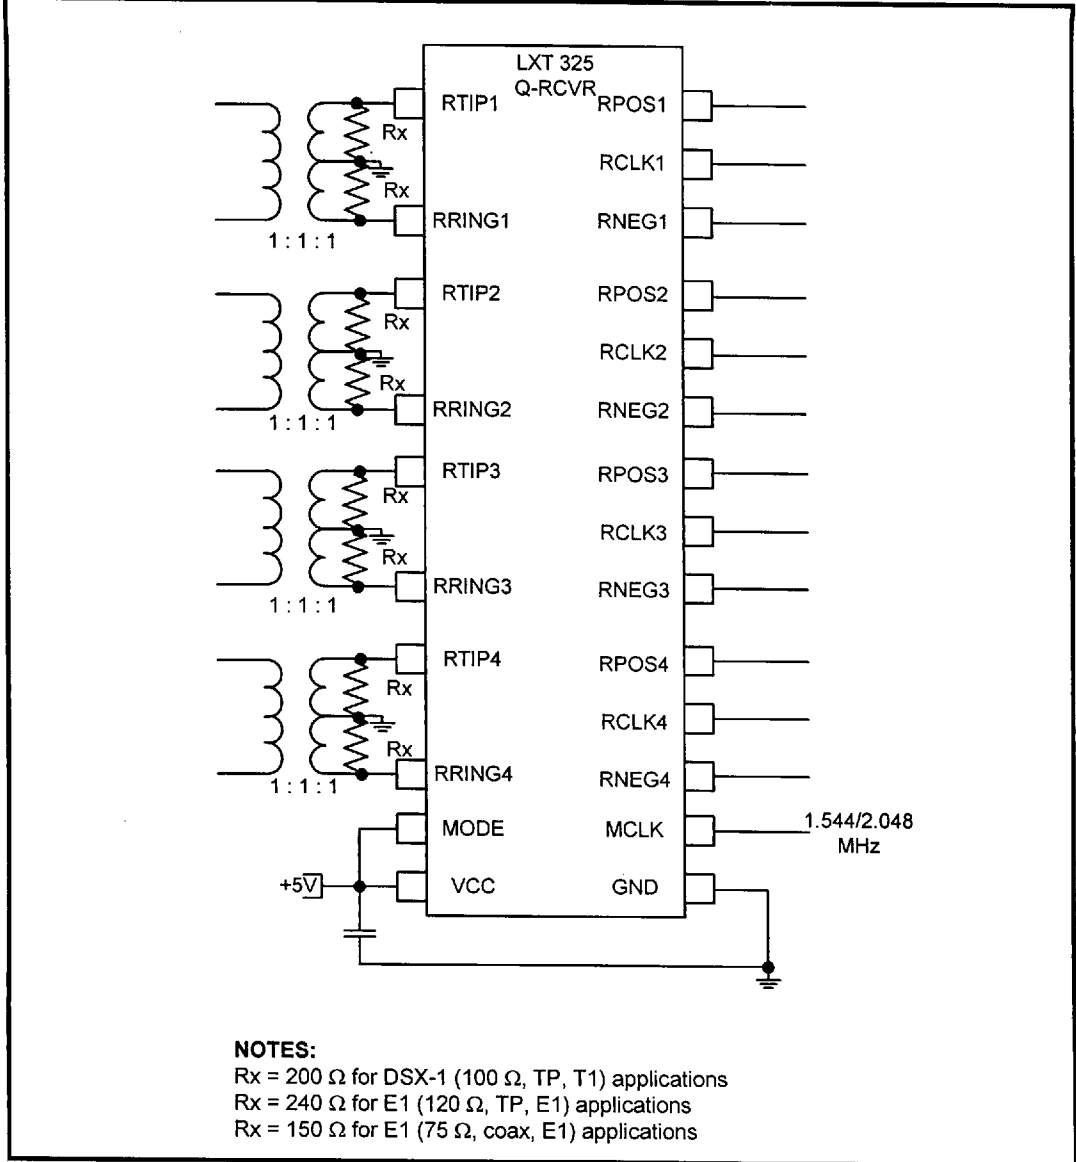 LXT 325
Q-RCVR
RTIP1
RPOS1
Rx
RCLK1
Rx
RRING1
RNEG1
1 : 1 : 1
RTIP2
RPOS2
Rx
RCLK2
Rx
RRING2
RNEG2
1 : 1 : 1
RTIP3
RPOS3
Rx
RCLK3
Rx
RRING3
RNEG3
1 : 1 : 1
RTIP4
RPOS4
Rx
RCLK4
Rx
RRING4
RNEG4
1 : 1 : 1
MODE
MCLK
1.544/2.048
MHz
+5V
VCC
GND
NOTES:
Rx = 200 Ω for DSX-1 (100 Ω, TP, T1) applications
Rx = 240 Ω for E1 (120 Ω, TP, E1) applications
Rx = 150 Ω for E1 (75 Ω, coax, E1) applications